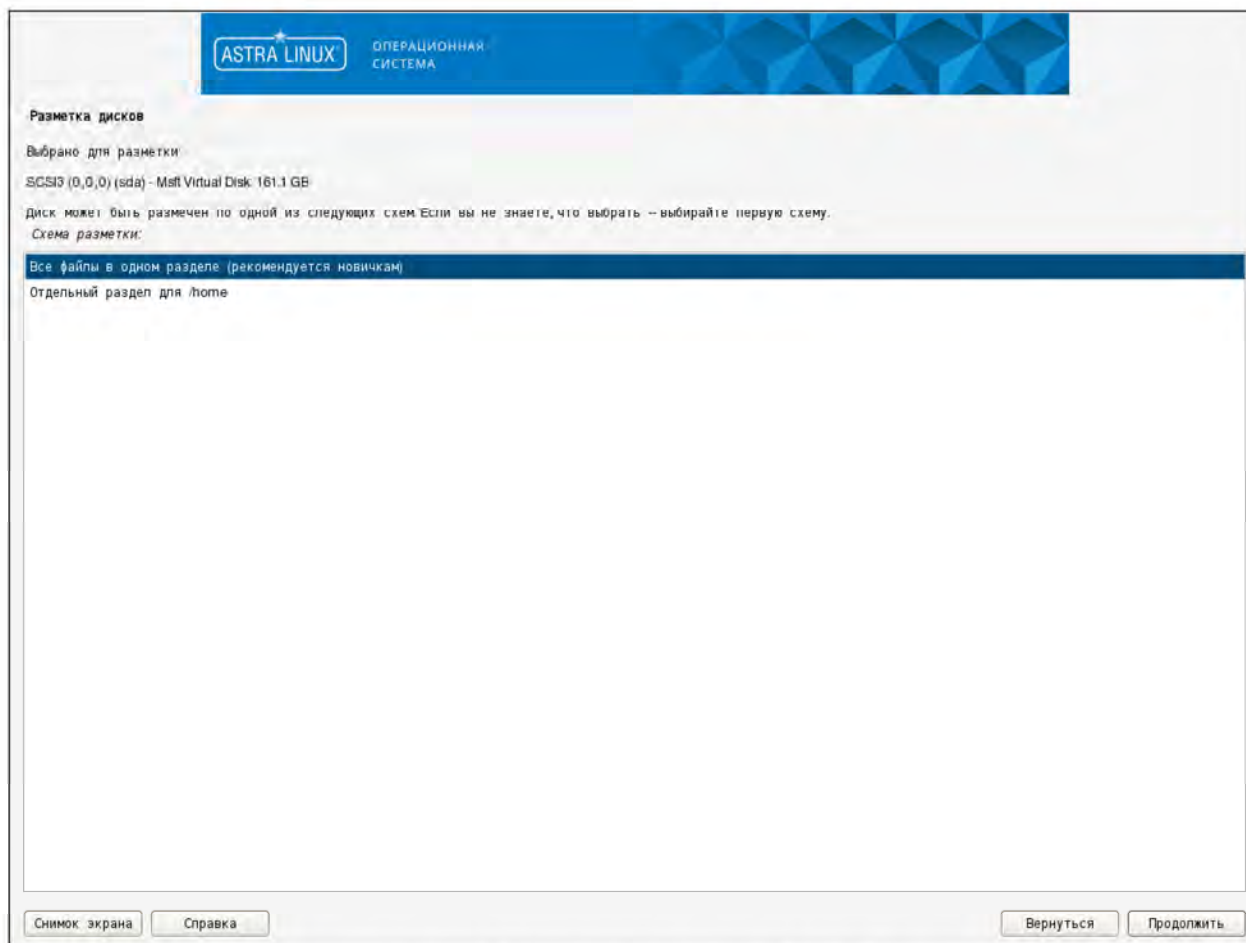 ASTRA LINUX®
ОПЕРАЦИОННАЯ
СИСТЕМА
Разметка дисков
Выбрано для разметки:
SCSI3 (0,0,0) (sda) - Msft Virtual Disk: 161.1 GB
Диск может быть размечен по одной из следующих схем. Если вы не знаете, что выбрать -- выбирайте первую схему.
Схема разметки:
Все файлы в одном разделе (рекомендуется новичкам)
Отдельный раздел для /home
Снимок экрана Справка Вернуться Продолжить